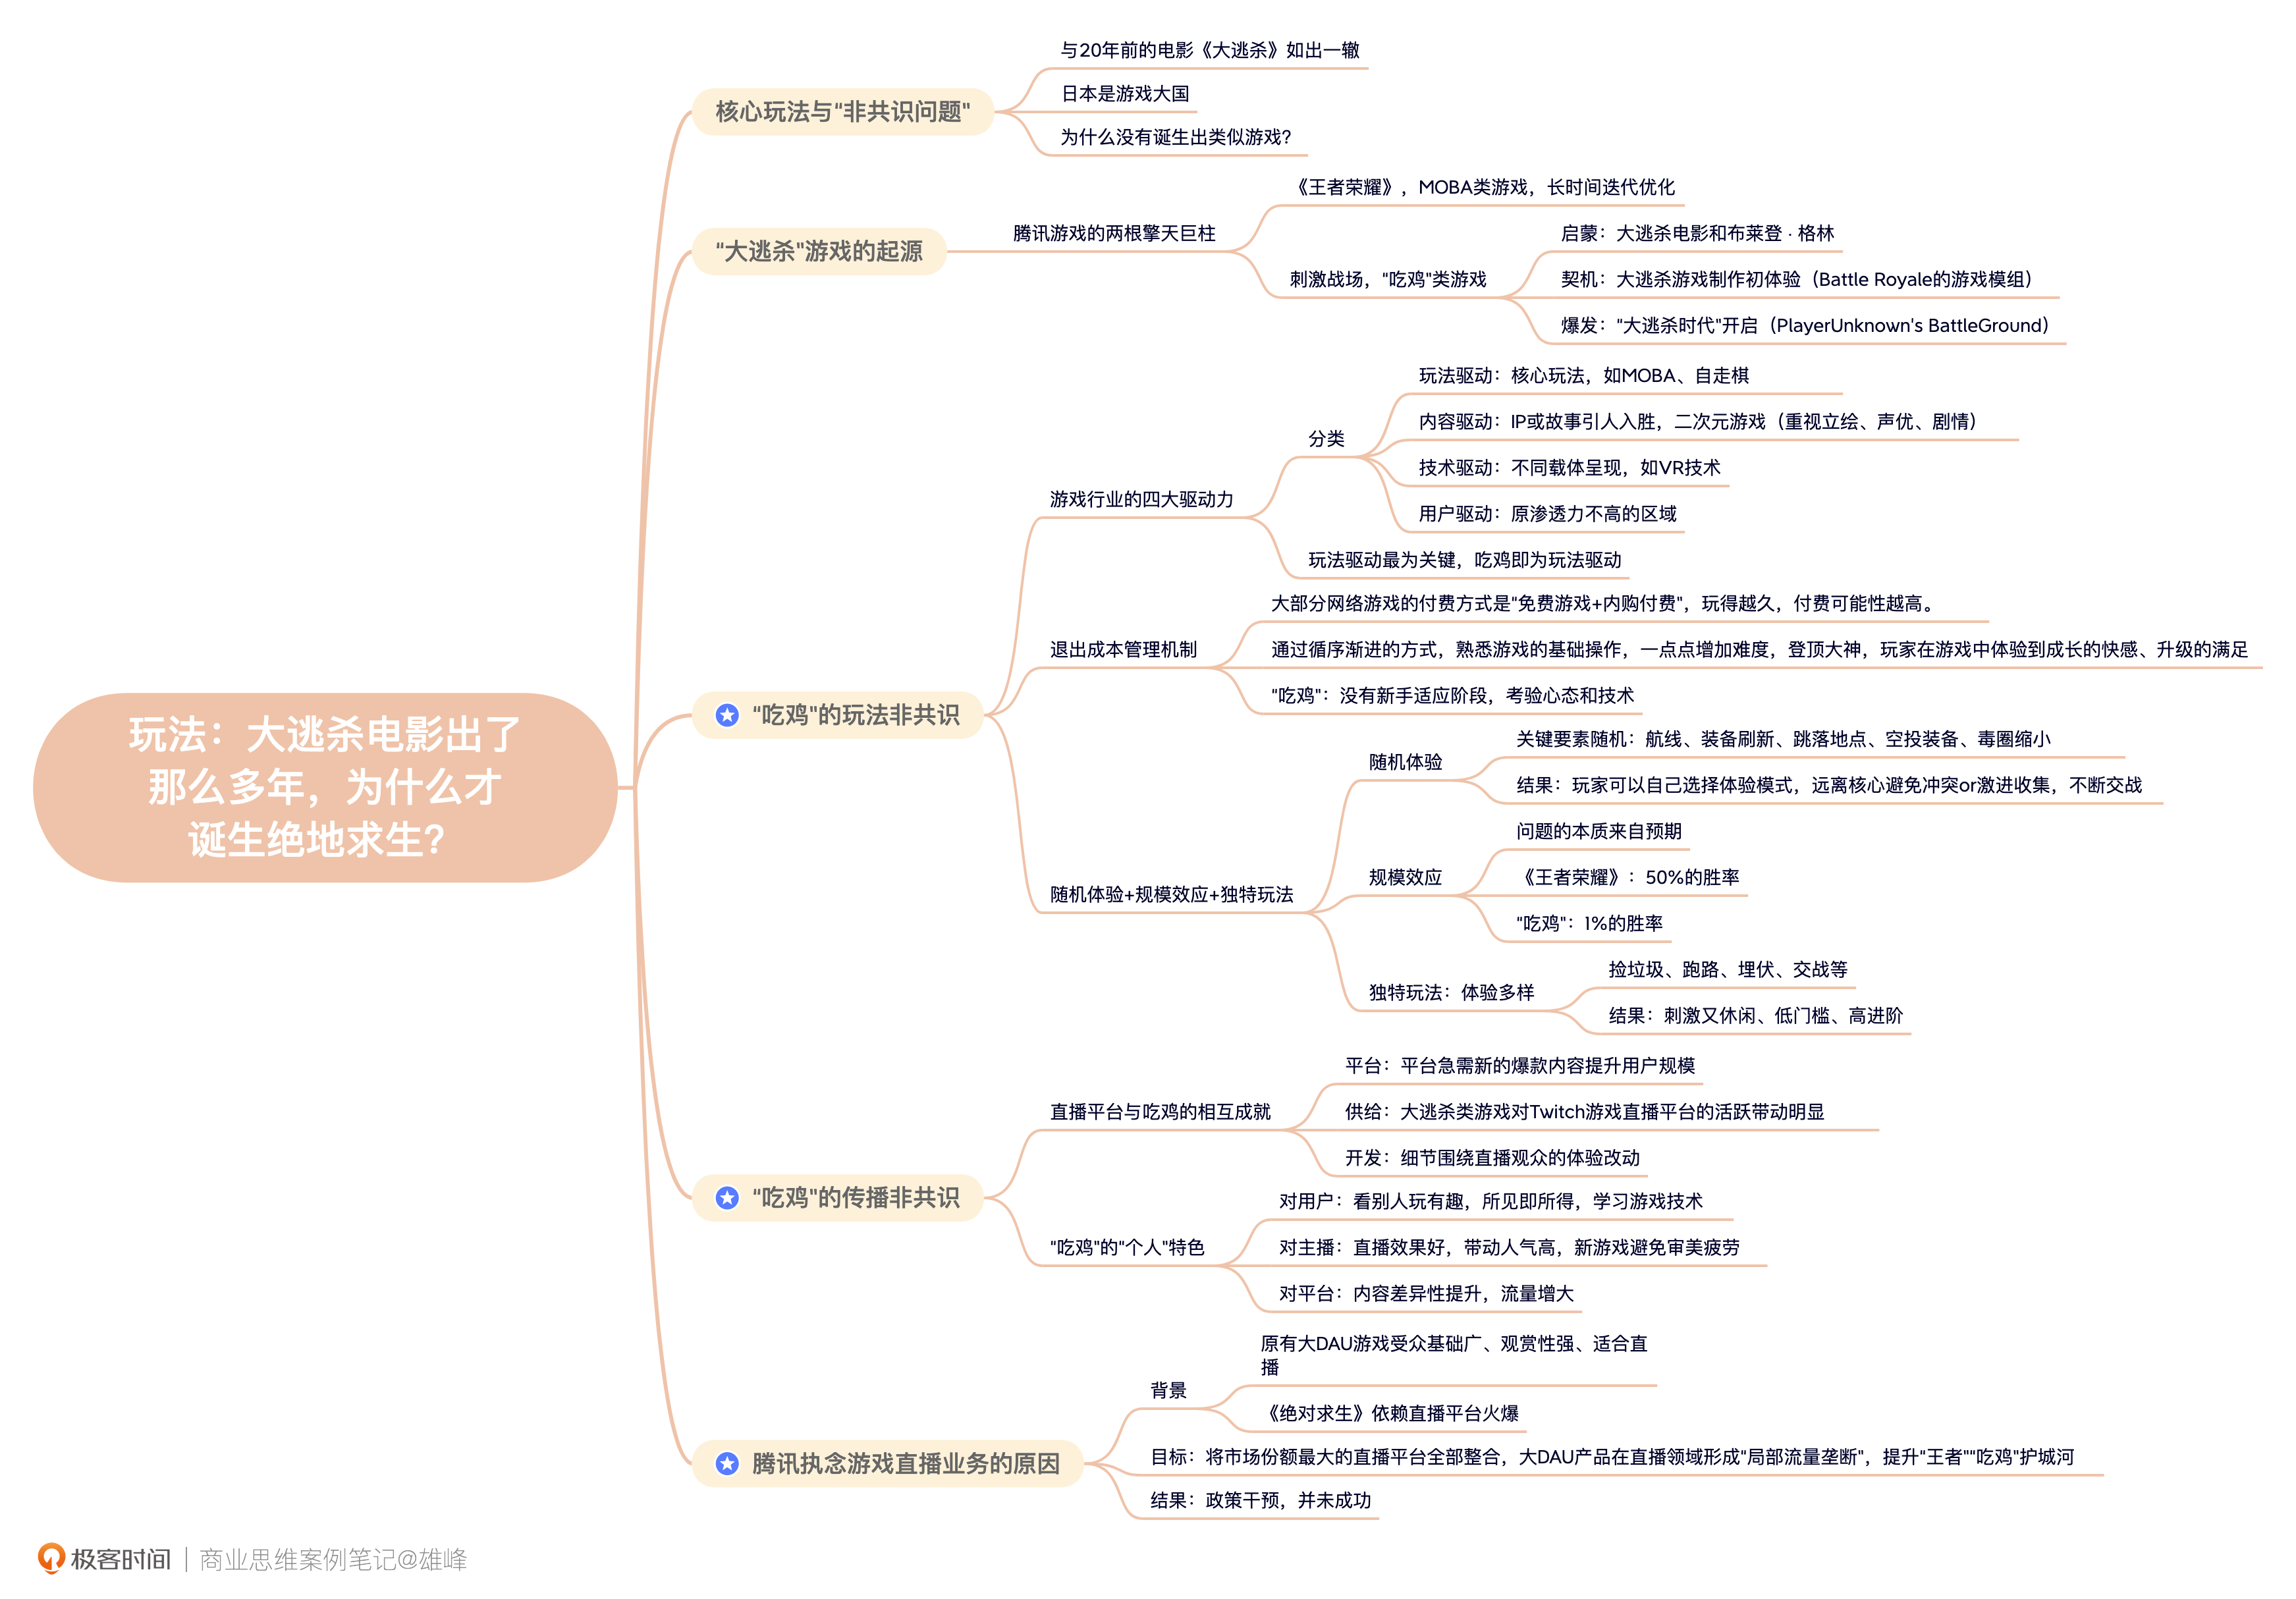 玩法：大逃杀电影出了
那么多年，为什么才
诞生绝地求生？
核心玩法与“非共识问题"
与20年前的电影《大逃杀》如出一辙
日本是游戏大国
为什么没有诞生出类似游戏？
“大逃杀"游戏的起源
腾讯游戏的两根擎天巨柱
《王者荣耀》，MOBA类游戏，长时间迭代优化
刺激战场，"吃鸡"类游戏
启蒙：大逃杀电影和布莱登·格林
契机：大逃杀游戏制作初体验（Battle Royale的游戏模组）
爆发："大逃杀时代"开启（PlayerUnknown's BattleGround）
“吃鸡"的玩法非共识
游戏行业的四大驱动力
分类
玩法驱动：核心玩法，如MOBA、自走棋
内容驱动：IP或故事引人入胜，二次元游戏（重视立绘、声优、剧情）
技术驱动：不同载体呈现，如VR技术
用户驱动：原渗透力不高的区域
玩法驱动最为关键，吃鸡即为玩法驱动
退出成本管理机制
大部分网络游戏的付费方式是"免费游戏+内购付费"，玩得越久，付费可能性越高。
通过循序渐进的方式，熟悉游戏的基础操作，一点点增加难度，登顶大神，玩家在游戏中体验到成长的快感、升级的满足
"吃鸡"：没有新手适应阶段，考验心态和技术
随机体验+规模效应+独特玩法
随机体验
关键要素随机：航线、装备刷新、跳落地点、空投装备、毒圈缩小
结果：玩家可以自己选择体验模式，远离核心避免冲突or激进收集，不断交战
规模效应
问题的本质来自预期
《王者荣耀》：50%的胜率
"吃鸡"：1%的胜率
独特玩法：体验多样
捡垃圾、跑路、埋伏、交战等
结果：刺激又休闲、低门槛、高进阶
“吃鸡"的传播非共识
直播平台与吃鸡的相互成就
平台：平台急需新的爆款内容提升用户规模
供给：大逃杀类游戏对Twitch游戏直播平台的活跃带动明显
开发：细节围绕直播观众的体验改动
"吃鸡"的"个人"特色
对用户：看别人玩有趣，所见即所得，学习游戏技术
对主播：直播效果好，带动人气高，新游戏避免审美疲劳
对平台：内容差异性提升，流量增大
腾讯执念游戏直播业务的原因
背景
原有大DAU游戏受众基础广、观赏性强、适合直
播
《绝对求生》依赖直播平台火爆
目标：将市场份额最大的直播平台全部整合，大DAU产品在直播领域形成"局部流量垄断"，提升"王者""吃鸡"护城河
结果：政策干预，并未成功
极客时间｜商业思维案例笔记@雄峰